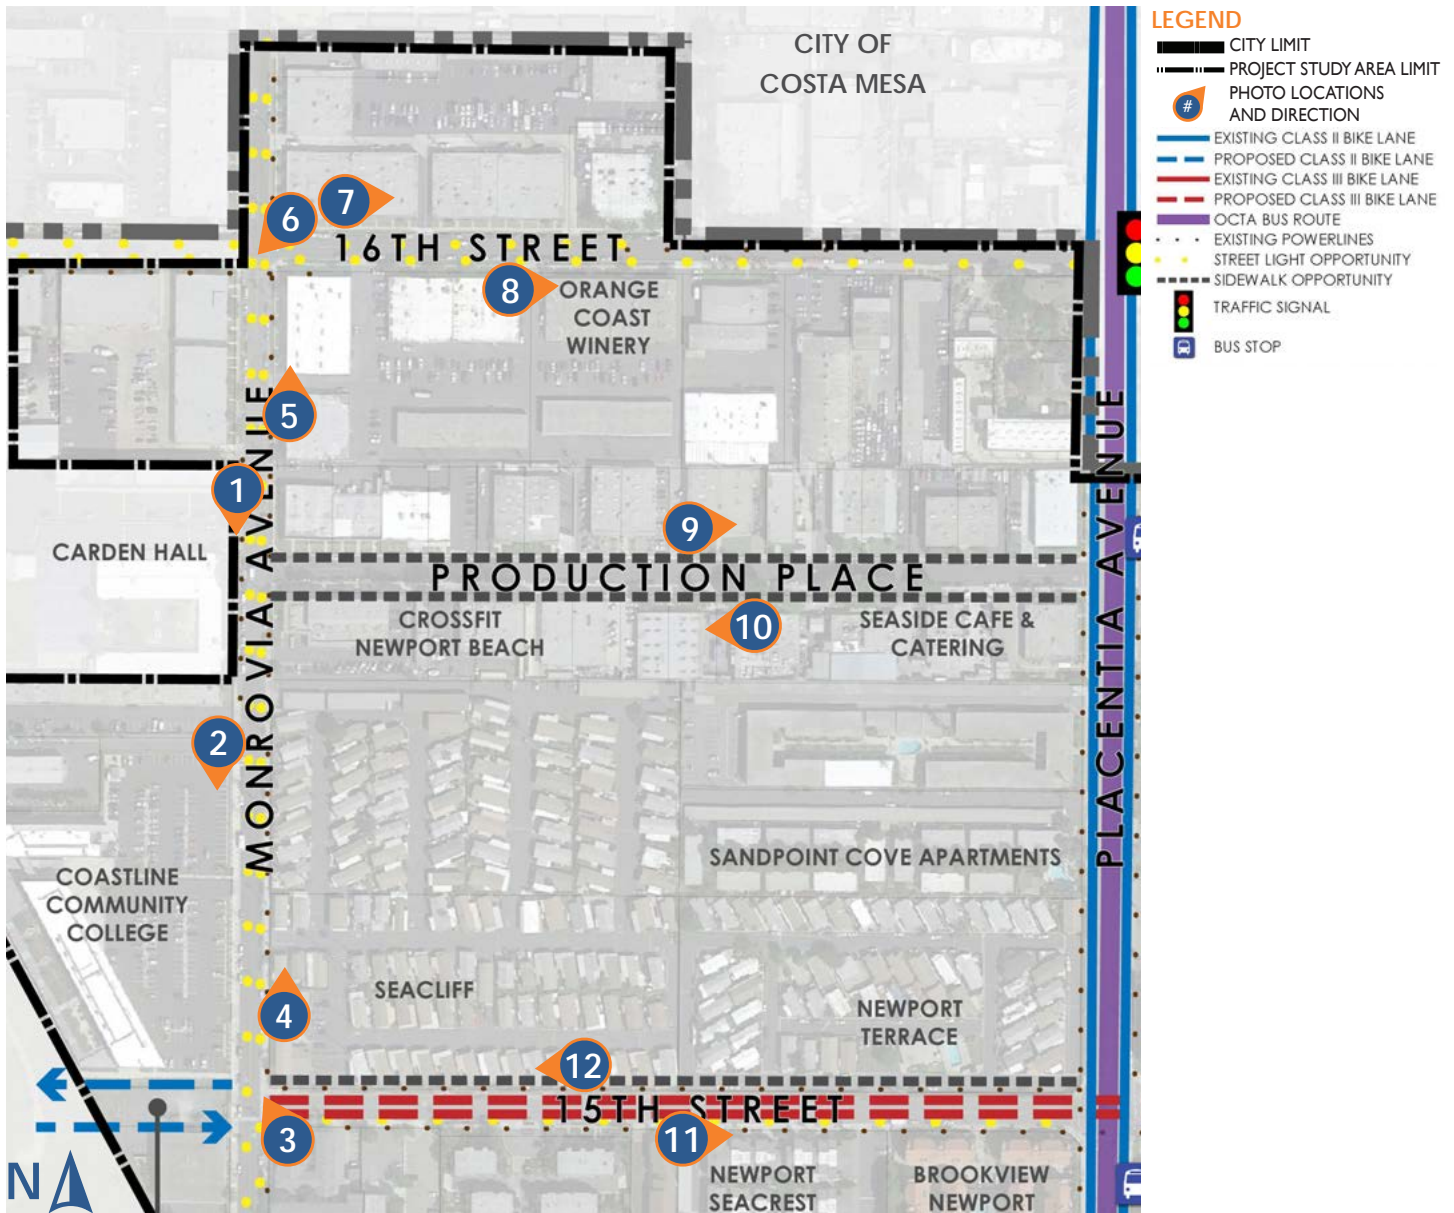 LEGEND
CITY LIMIT
PROJECT STUDY AREA LIMIT
#
PHOTO LOCATIONS
AND DIRECTION
EXISTING CLASS II BIKE LANE
PROPOSED CLASS II BIKE LANE
EXISTING CLASS III BIKE LANE
PROPOSED CLASS III BIKE LANE
OCTA BUS ROUTE
EXISTING POWERLINES
STREET LIGHT OPPORTUNITY
SIDEWALK OPPORTUNITY
TRAFFIC SIGNAL
BUS STOP
CITY OF
COSTA MESA
7
6
16TH STREET
8
ORANGE
COAST
WINERY
5
1
9
CARDEN HALL
PRODUCTION PLACE
CROSSFIT
NEWPORT BEACH
10
SEASIDE CAFE &
CATERING
MONROVIA AVENUE
PLACENTIA AVENUE
2
SANDPOINT COVE APARTMENTS
COASTLINE
COMMUNITY
COLLEGE
SEACLIFF
4
NEWPORT
TERRACE
12
15TH STREET
3
11
NEWPORT
SEACREST
BROOKVIEW
NEWPORT
N